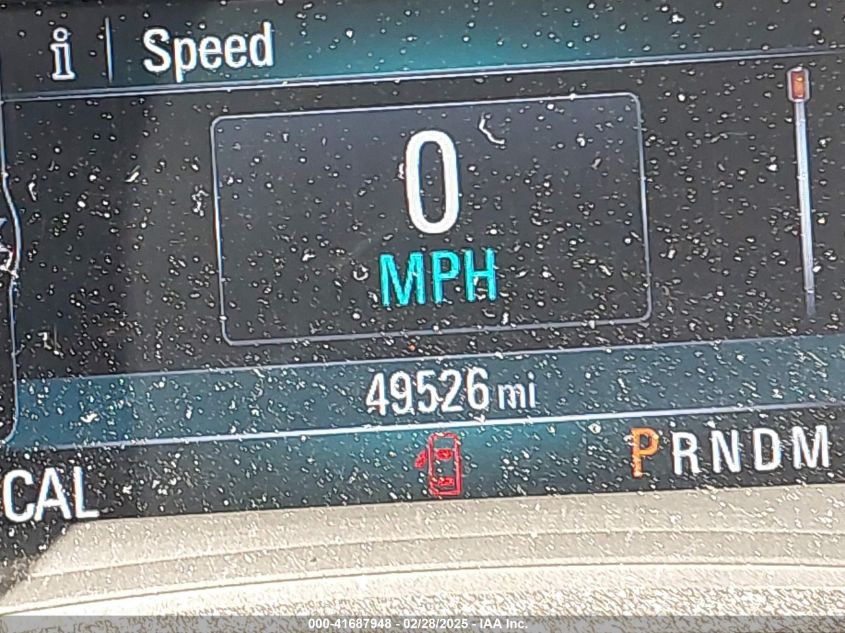 i Speed
0
MPH
49526 mi
PRNDM
CAL
000-41687948 - 02/28/2025 - IAA Inc.